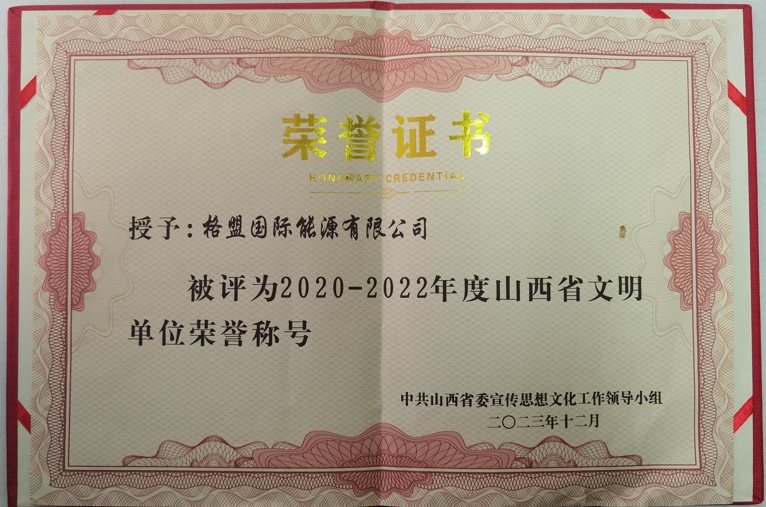 荣誉证书
HONORARY CREDENTIAL
授予：格盟国际能源有限公司
被评为2020-2022年度山西省文明
单位荣誉称号
中共山西省委宣传思想文化工作领导小组
二〇二三年十二月